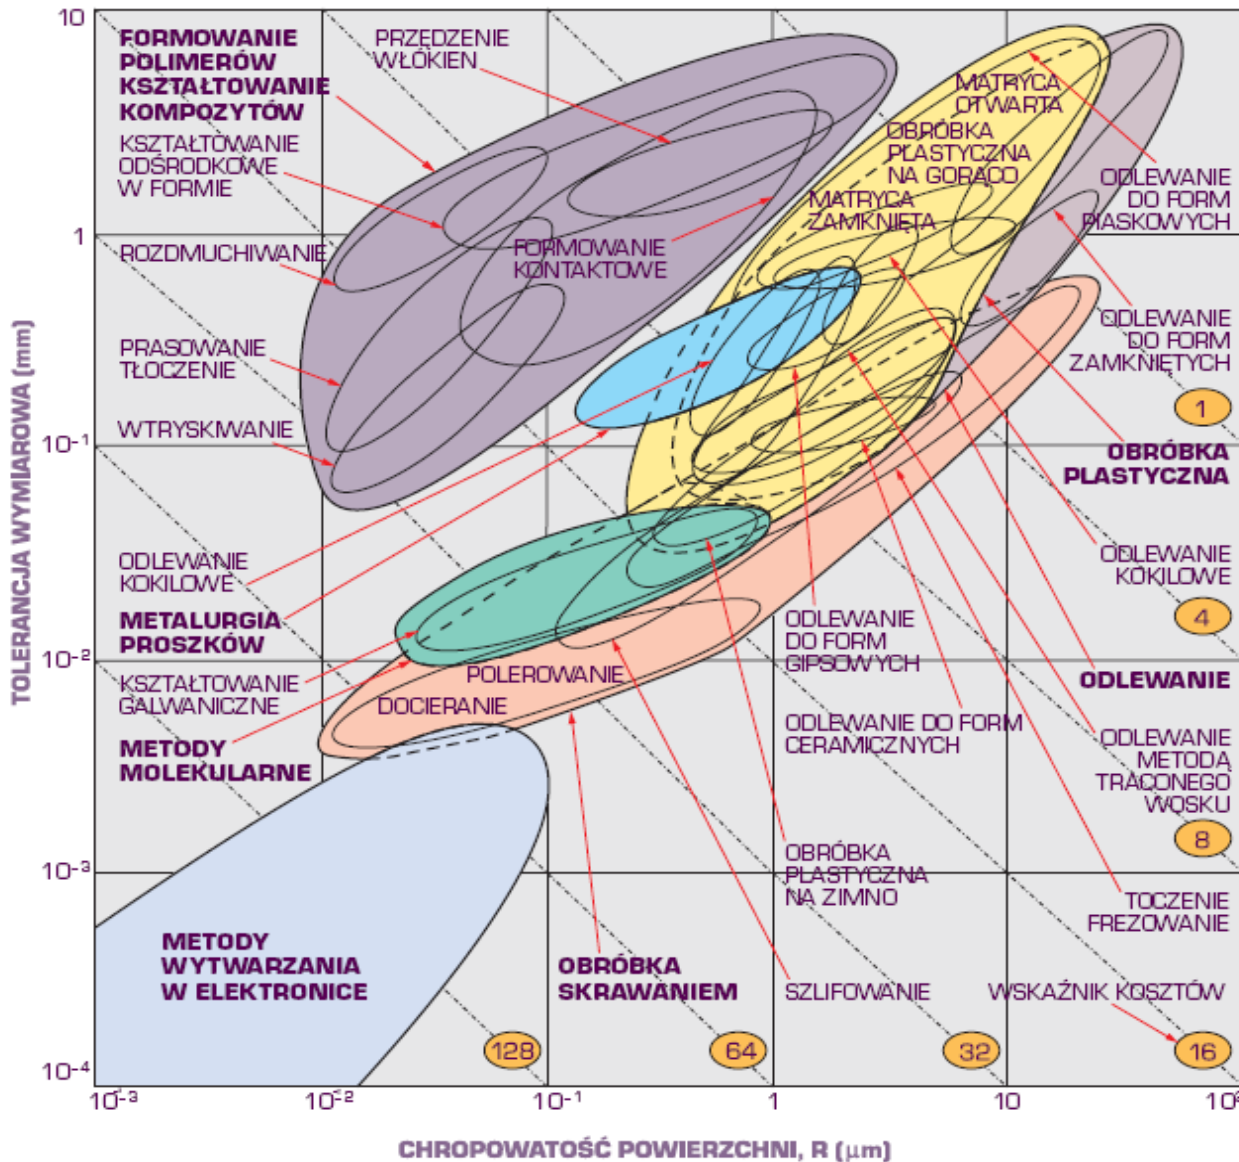 10
FORMOWANIE
POLIMERÓW
KSZTAŁTOWANIE
KOMPOZYTÓW
PRZĘDZENIE
WŁÓKIEN
KSZTAŁTOWANIE
ODŚRODKOWE
W FORMIE
MATRYCA
OTWARTA
OBRÓBKA
PLASTYCZNA
NA GORĄCO
MATRYCA
ZAMKNIĘTA
ODLEWANIE
DO FORM
PIASKOWYCH
1
ROZDMUCHIWANIE
FORMOWANIE
KONTAKTOWE
PRASOWANIE
TŁOCZENIE
ODLEWANIE
DO FORM
ZAMKNIĘTYCH
1
WTRYSKIWANIE
10⁻¹
OBRÓBKA
PLASTYCZNA
TOLERANCJA WYMIAROWA (mm)
ODLEWANIE
KOKILOWE
ODLEWANIE
KOKILOWE
METALURGIA
PROSZKÓW
ODLEWANIE
DO FORM
GIPSOWYCH
4
10⁻²
KSZTAŁTOWANIE
GALWANICZNE
POLEROWANIE
DOCIERANIE
ODLEWANIE
METODY
MOLEKULARNE
ODLEWANIE DO FORM
CERAMICZNYCH
ODLEWANIE
METODĄ
TRACONEGO
WOSKU
8
10⁻³
OBRÓBKA
PLASTYCZNA
NA ZIMNO
TOCZENIE
FREZOWANIE
METODY
WYTWARZANIA
W ELEKTRONICE
OBRÓBKA
SKRAWANIEM
SZLIFOWANIE
WSKAŹNIK KOSZTÓW
128
64
32
16
10⁻⁴
10⁻³
10⁻²
10⁻¹
1
10
10²
CHROPOWATOŚĆ POWIERZCHNI, R (μm)